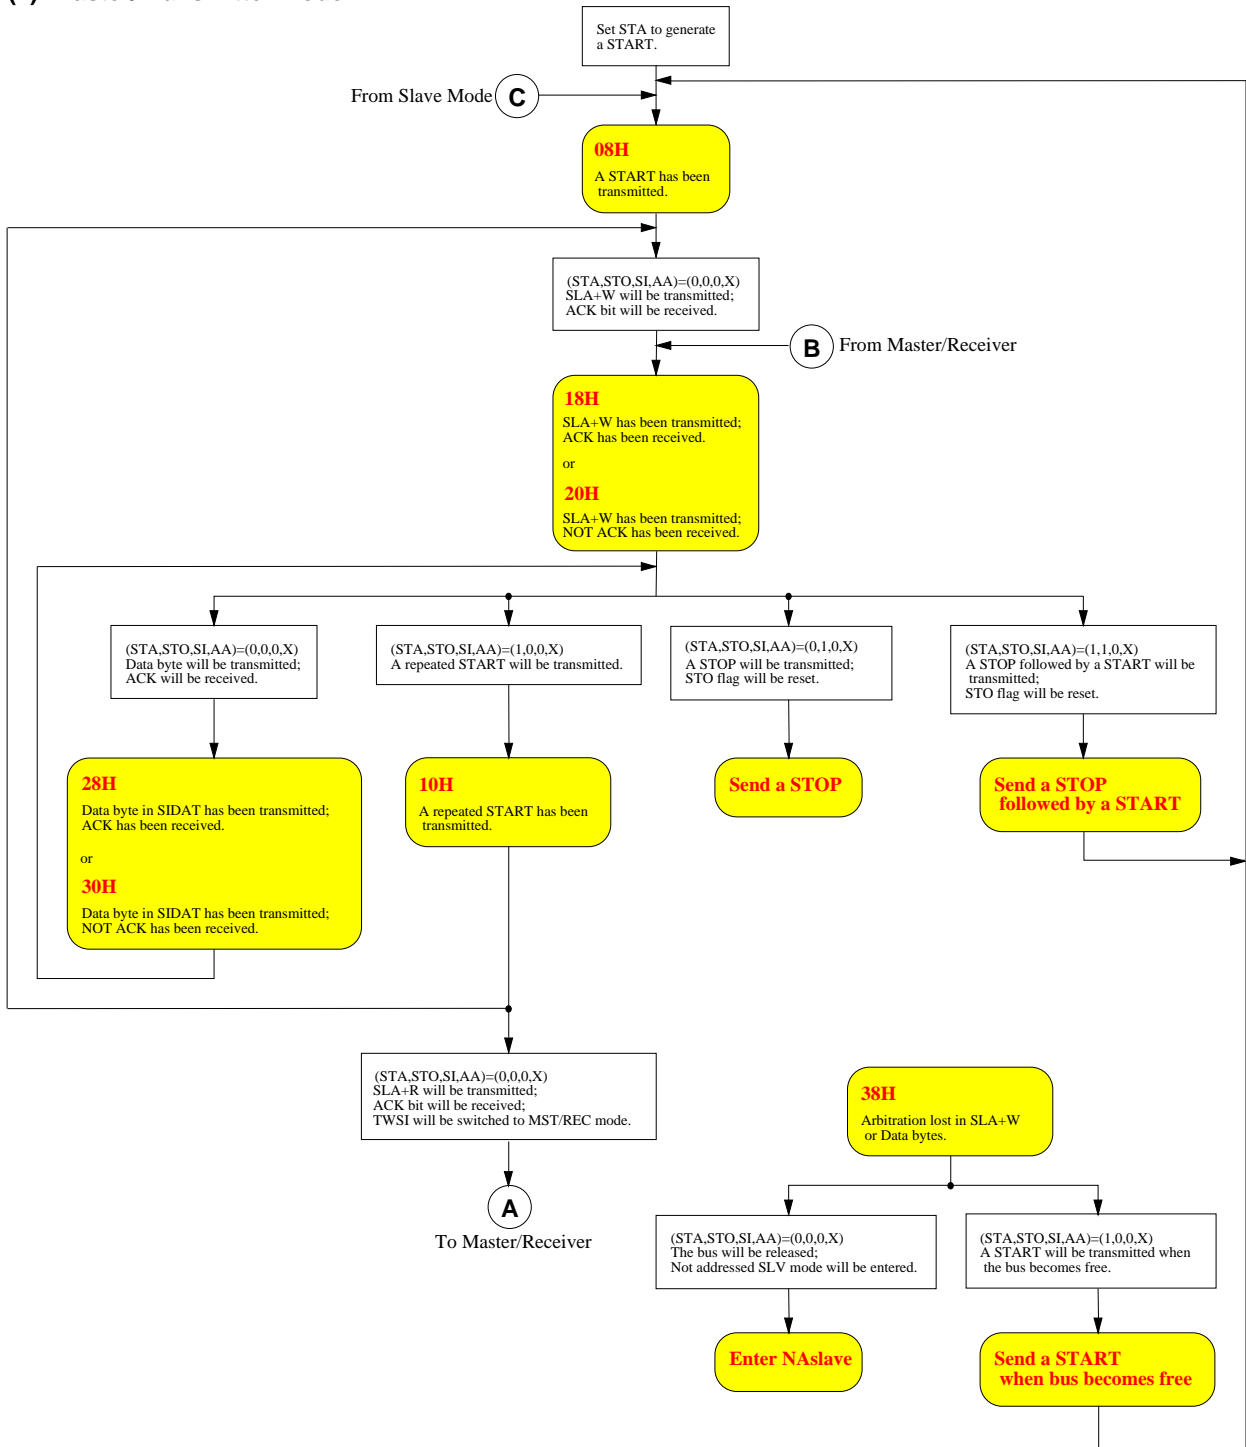 Set STA to generate
a START.
From Slave Mode
C
08H
A START has been
transmitted.
(STA,STO,SI,AA)=(0,0,0,X)
SLA+W will be transmitted;
ACK bit will be received.
B
From Master/Receiver
18H
SLA+W has been transmitted;
ACK has been received.
or
20H
SLA+W has been transmitted;
NOT ACK has been received.
(STA,STO,SI,AA)=(0,0,0,X)
Data byte will be transmitted;
ACK will be received.
(STA,STO,SI,AA)=(1,0,0,X)
A repeated START will be transmitted.
(STA,STO,SI,AA)=(0,1,0,X)
A STOP will be transmitted;
STO flag will be reset.
(STA,STO,SI,AA)=(1,1,0,X)
A STOP followed by a START will be
transmitted;
STO flag will be reset.
28H
Data byte in SIDAT has been transmitted;
ACK has been received.
or
30H
Data byte in SIDAT has been transmitted;
NOT ACK has been received.
10H
A repeated START has been
transmitted.
Send a STOP
Send a STOP
followed by a START
(STA,STO,SI,AA)=(0,0,0,X)
SLA+R will be transmitted;
ACK bit will be received;
TWSI will be switched to MST/REC mode.
A
To Master/Receiver
38H
Arbitration lost in SLA+W
or Data bytes.
(STA,STO,SI,AA)=(0,0,0,X)
The bus will be released;
Not addressed SLV mode will be entered.
(STA,STO,SI,AA)=(1,0,0,X)
A START will be transmitted when
the bus becomes free.
Enter NAslave
Send a START
when bus becomes free